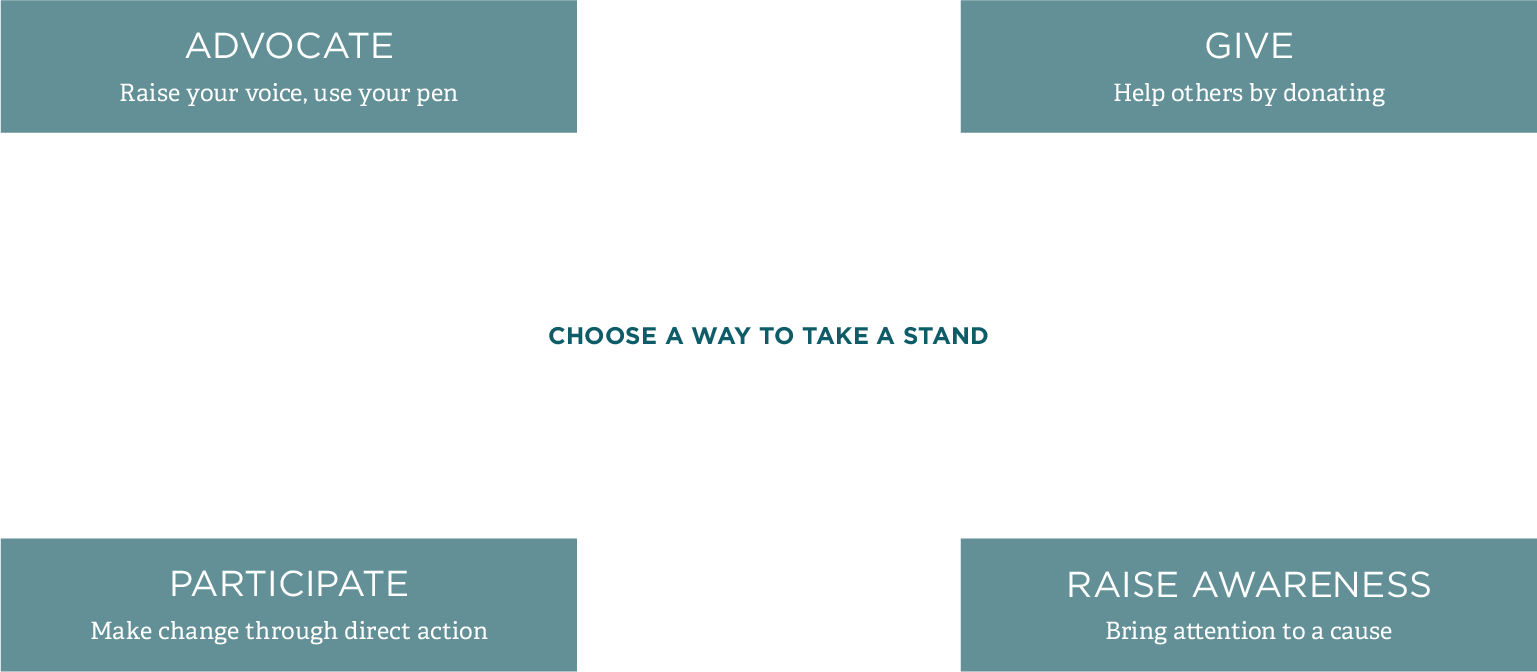 ADVOCATE
Raise your voice, use your pen
GIVE
Help others by donating
CHOOSE A WAY TO TAKE A STAND
PARTICIPATE
Make change through direct action
RAISE AWARENESS
Bring attention to a cause